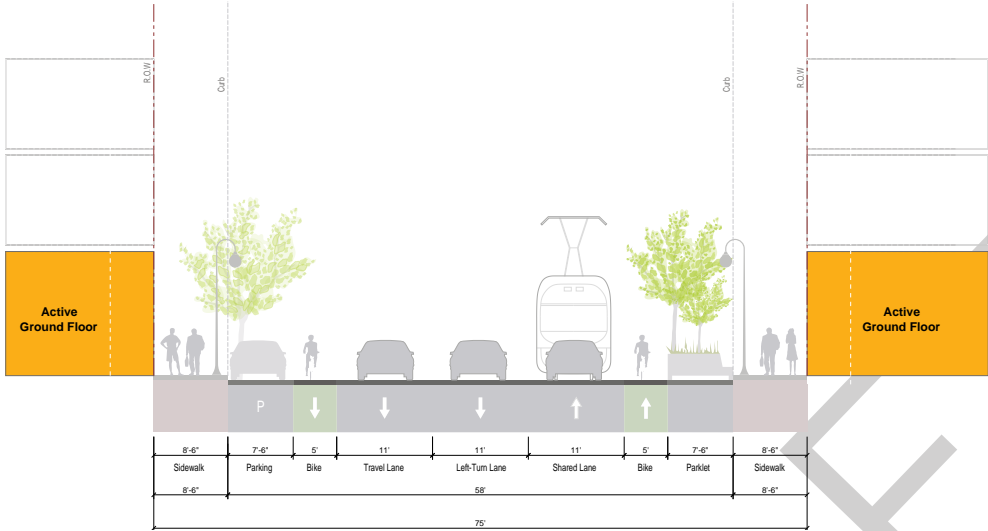 R.O.W
Curb
Curb
R.O.W
Active
Ground Floor
Active
Ground Floor
P
8'-6"
7'-6"
5'
11'
11'
11'
5'
7'-6"
8'-6"
Sidewalk
Parking
Bike
Travel Lane
Left-Turn Lane
Shared Lane
Bike
Parklet
Sidewalk
8'-6"
58'
8'-6"
75'